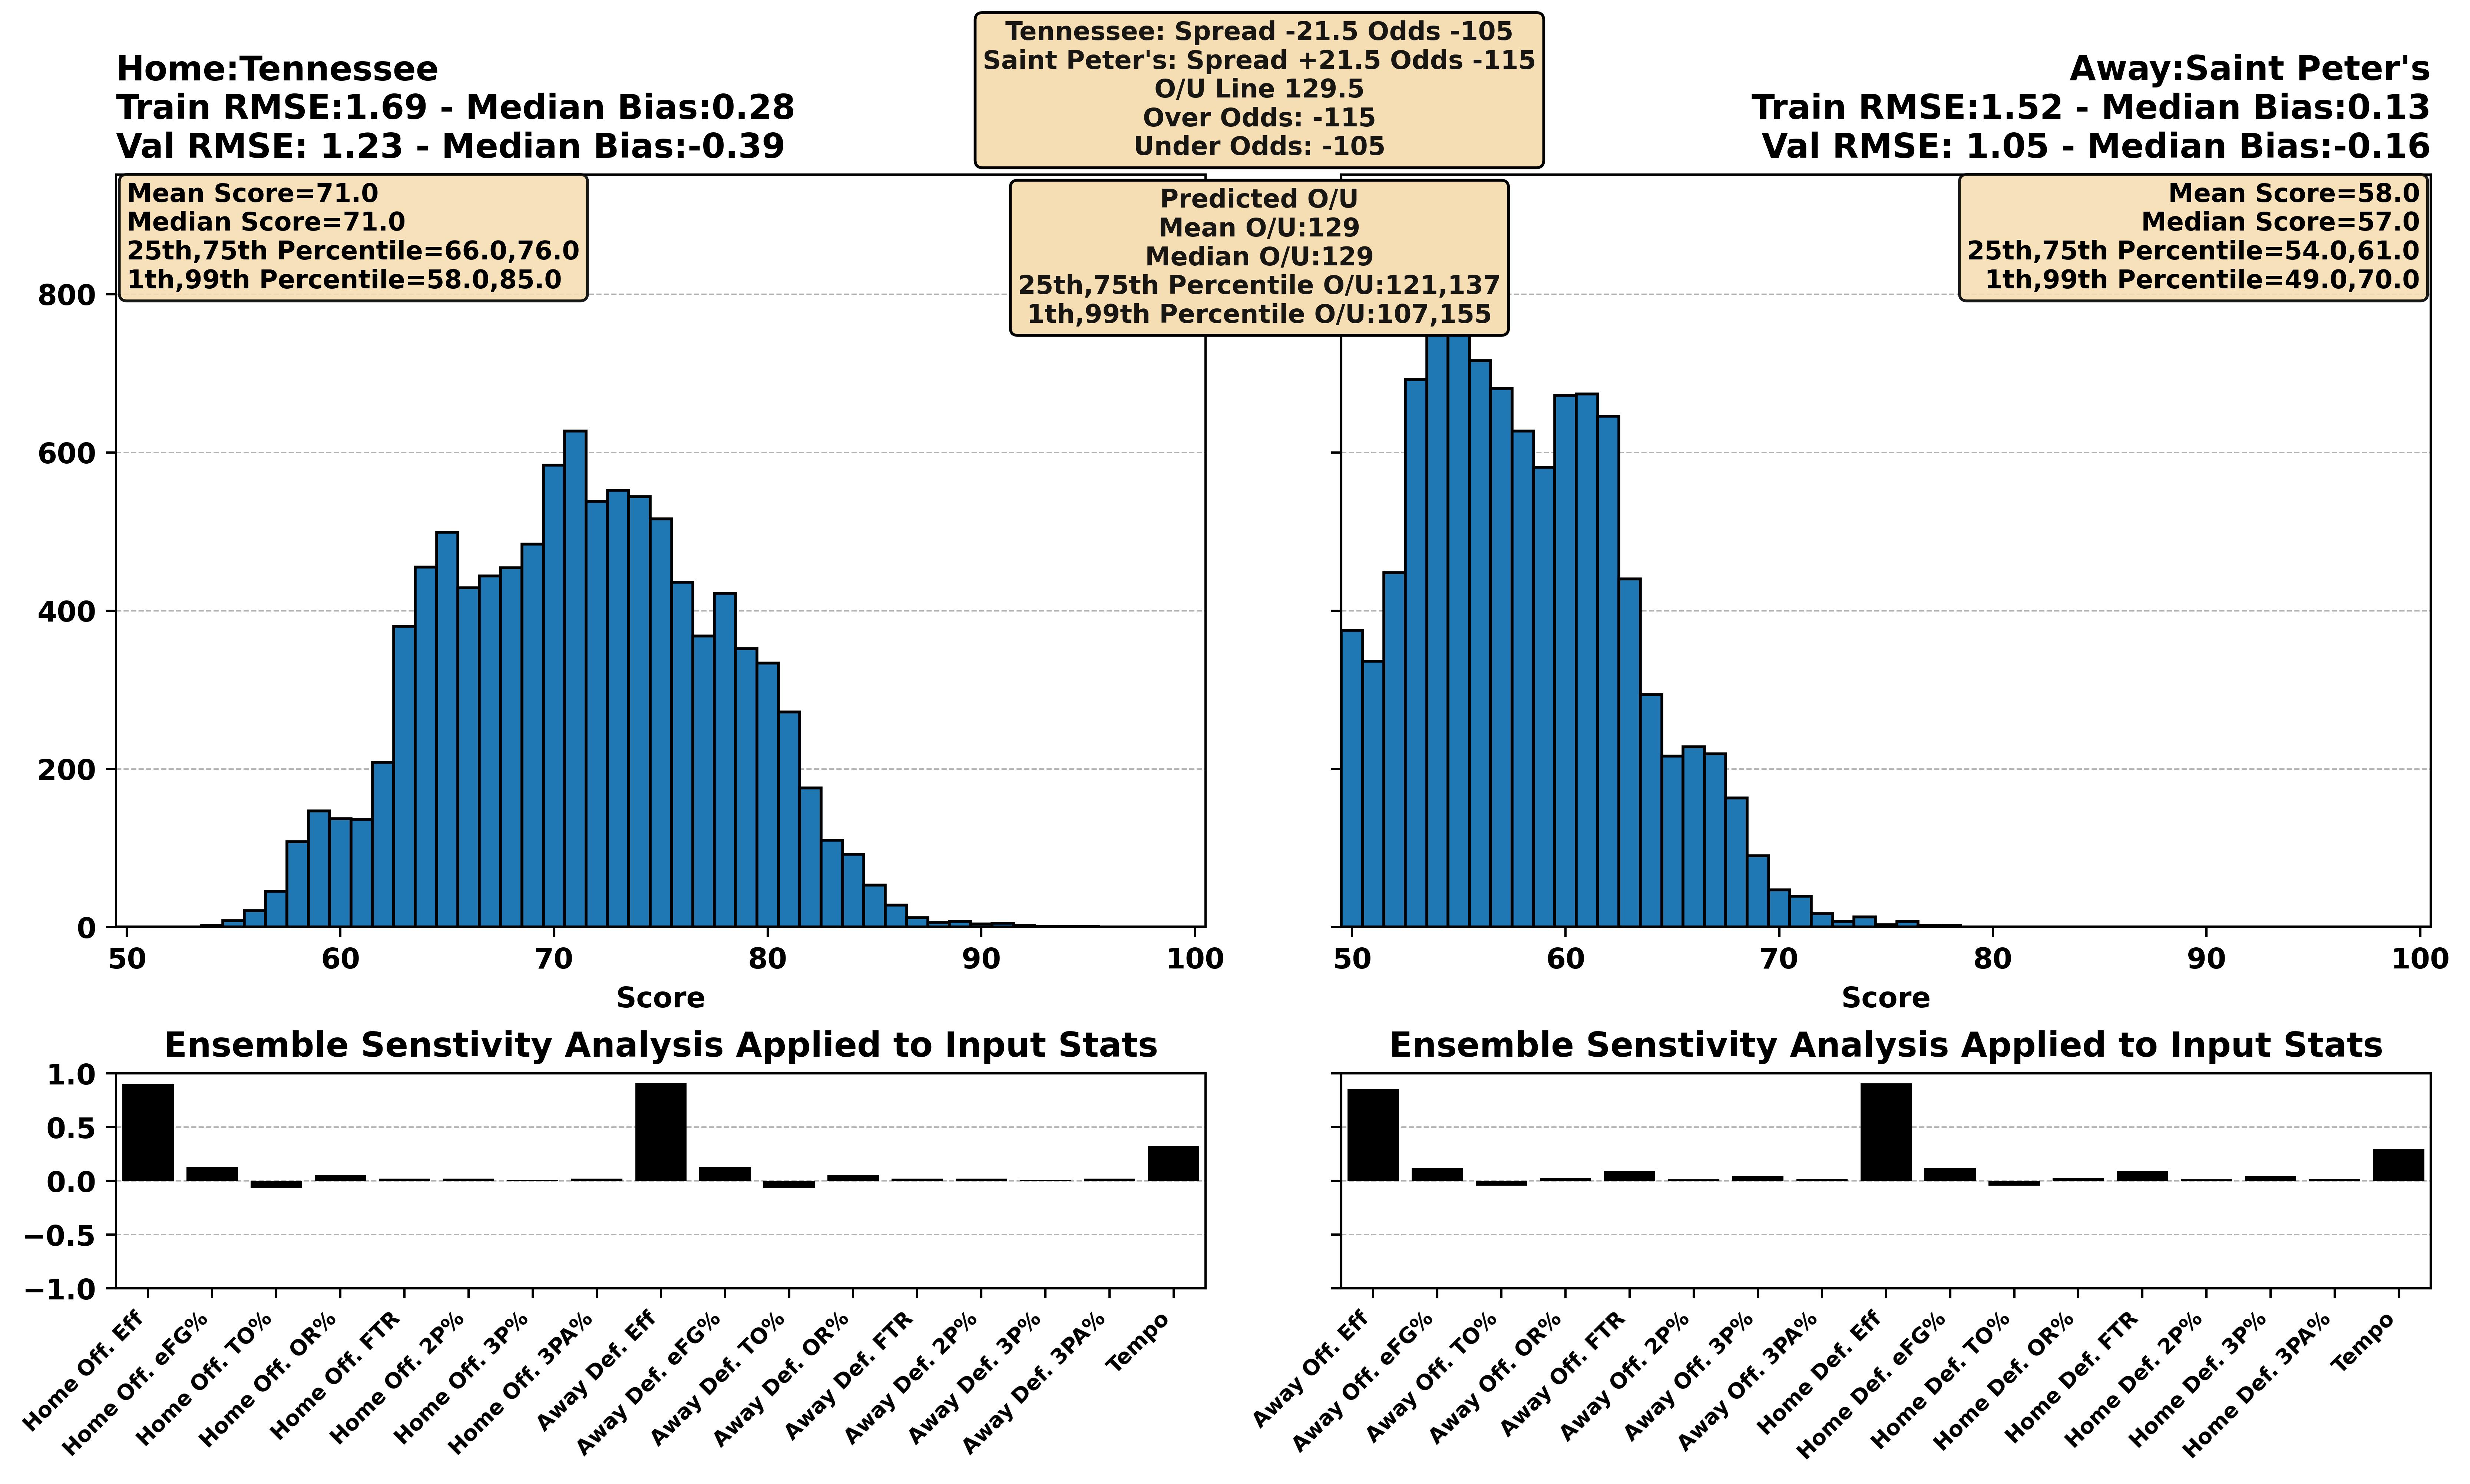 Tennessee: Spread -21.5 Odds -105
Saint Peter's: Spread +21.5 Odds -115
O/U Line 129.5
Over Odds: -115
Under Odds: -105
Home:Tennessee
Train RMSE:1.69 - Median Bias:0.28
Val RMSE: 1.23 - Median Bias:-0.39
Away:Saint Peter's
Train RMSE:1.52 - Median Bias:0.13
Val RMSE: 1.05 - Median Bias:-0.16
Mean Score=71.0
Median Score=71.0
25th,75th Percentile=66.0,76.0
1th,99th Percentile=58.0,85.0
Predicted O/U
Mean O/U:129
Median O/U:129
25th,75th Percentile O/U:121,137
1th,99th Percentile O/U:107,155
Mean Score=58.0
Median Score=57.0
25th,75th Percentile=54.0,61.0
1th,99th Percentile=49.0,70.0
800
600
400
200
0
50 60 70 80 90 100
Score
50 60 70 80 90 100
Score
Ensemble Senstivity Analysis Applied to Input Stats
1.0
0.5
0.0
−0.5
−1.0
Home Off. Eff
Home Off. eFG%
Home Off. TO%
Home Off. OR%
Home Off. FTR
Home Off. 2P%
Home Off. 3P%
Home Off. 3PA%
Away Def. Eff
Away Def. eFG%
Away Def. TO%
Away Def. OR%
Away Def. FTR
Away Def. 2P%
Away Def. 3P%
Away Def. 3PA%
Tempo
Ensemble Senstivity Analysis Applied to Input Stats
Away Off. Eff
Away Off. eFG%
Away Off. TO%
Away Off. OR%
Away Off. FTR
Away Off. 2P%
Away Off. 3P%
Away Off. 3PA%
Home Def. Eff
Home Def. eFG%
Home Def. TO%
Home Def. OR%
Home Def. FTR
Home Def. 2P%
Home Def. 3P%
Home Def. 3PA%
Tempo